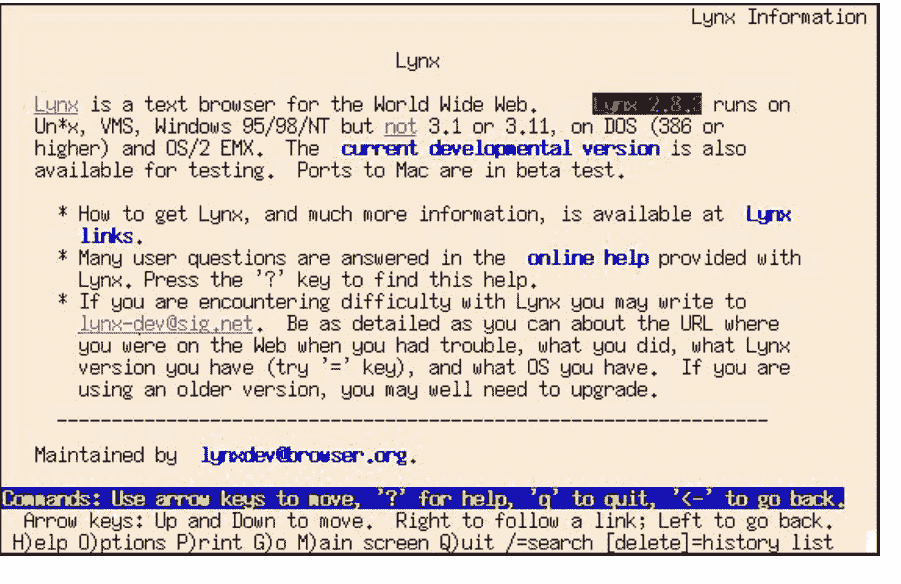 Lynx Information
Lynx
Lynx is a text browser for the World Wide Web. Lynx 2.8.3 runs on
Un*x, VMS, Windows 95/98/NT but not 3.1 or 3.11, on DOS (386 or
higher) and OS/2 EMX. The current developmental version is also
available for testing. Ports to Mac are in beta test.
* How to get Lynx, and much more information, is available at Lynx
links.
* Many user questions are answered in the online help provided with
Lynx. Press the '?' key to find this help.
* If you are encountering difficulty with Lynx you may write to
lynx-dev@sig.net. Be as detailed as you can about the URL where
you were on the Web when you had trouble, what you did, what Lynx
version you have (try '=' key), and what OS you have. If you are
using an older version, you may well need to upgrade.
Maintained by lynxdev@browser.org.
Commands: Use arrow keys to move, '?' for help, 'q' to quit, '<-' to go back.
Arrow keys: Up and Down to move. Right to follow a link; Left to go back.
H)elp O)ptions P)rint G)o M)ain screen Q)uit /=search [delete]=history list